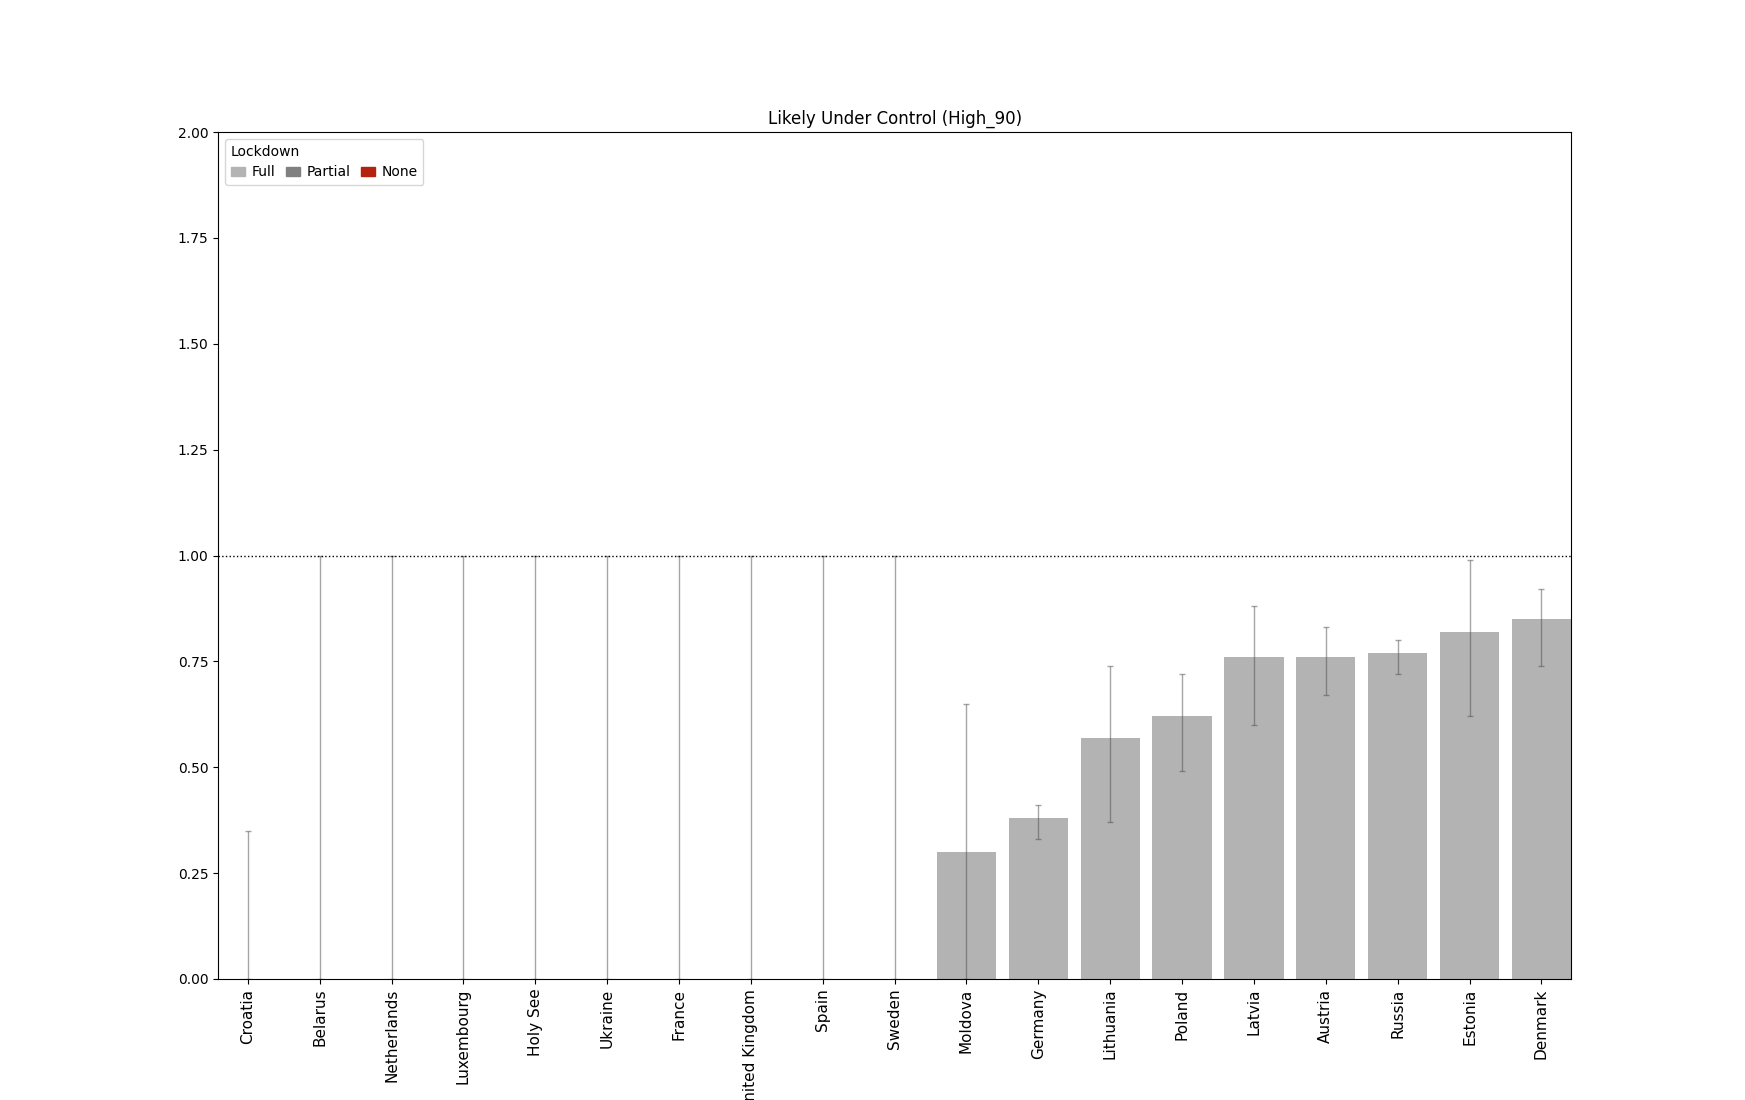 Likely Under Control (High_90)
2.00
Lockdown
Full Partial None
1.75
1.50
1.25
1.00
0.75
0.50
0.25
0.00
Croatia
Belarus
Netherlands
Luxembourg
Holy See
Ukraine
France
nited Kingdom
Spain
Sweden
Moldova
Germany
Lithuania
Poland
Latvia
Austria
Russia
Estonia
Denmark